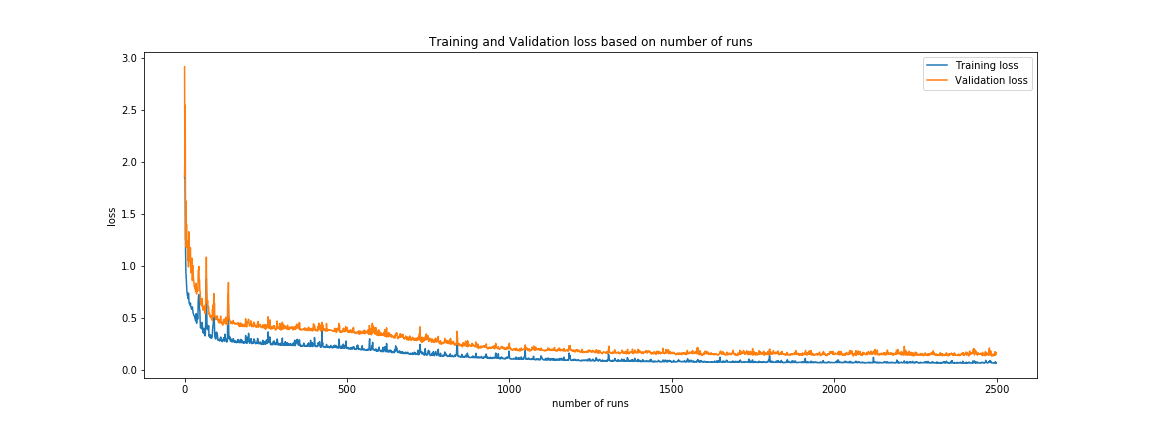 Training and Validation loss based on number of runs
3.0
2.5
2.0
1.5
1.0
0.5
0.0
loss
Training loss
Validation loss
0
500
1000
1500
2000
2500
number of runs